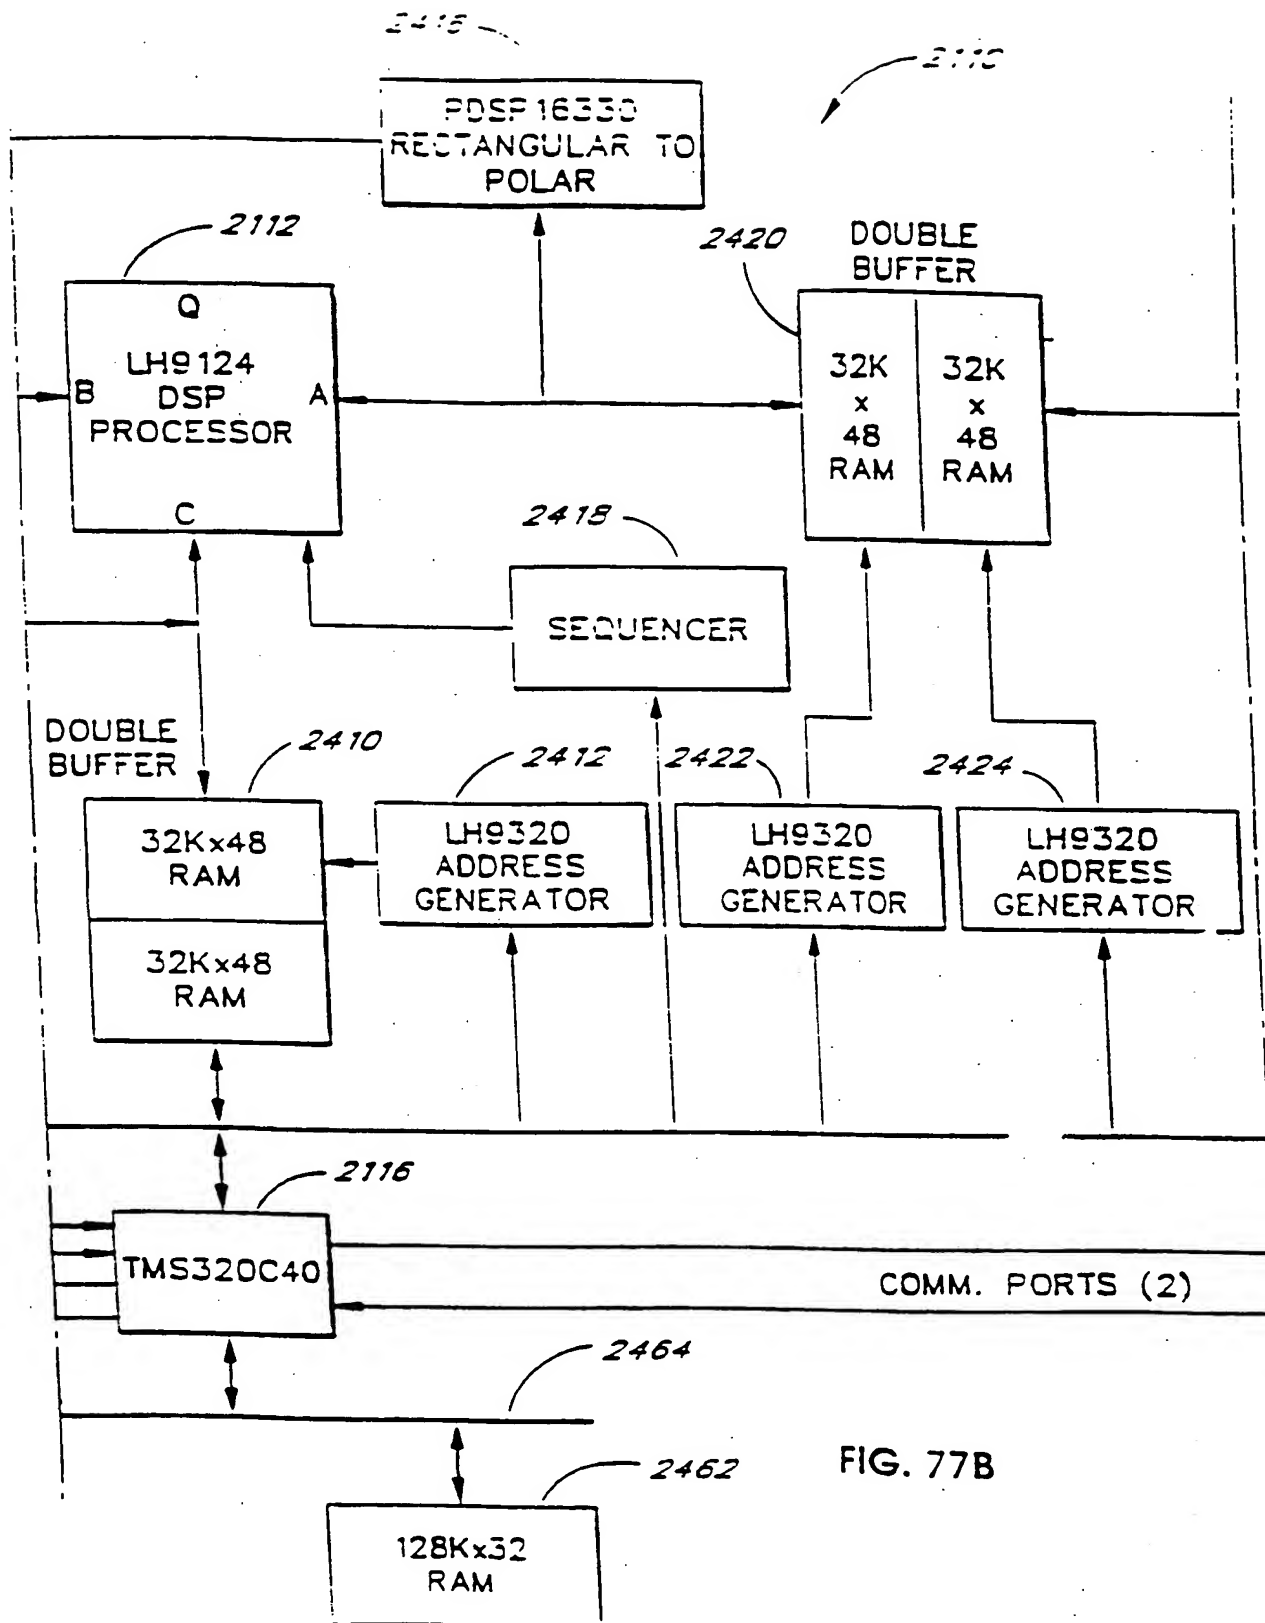 2416
2110
PDSP16330
RECTANGULAR TO
POLAR
2112
2420
DOUBLE
BUFFER
Q
LH9124
DSP
PROCESSOR
B
A
C
32K
x
48
RAM
32K
x
48
RAM
2418
SEQUENCER
DOUBLE
BUFFER
2410
2412
2422
2424
32Kx48
RAM
32Kx48
RAM
LH9320
ADDRESS
GENERATOR
LH9320
ADDRESS
GENERATOR
LH9320
ADDRESS
GENERATOR
2116
TMS320C40
COMM. PORTS (2)
2464
2462
128Kx32
RAM
FIG. 77B